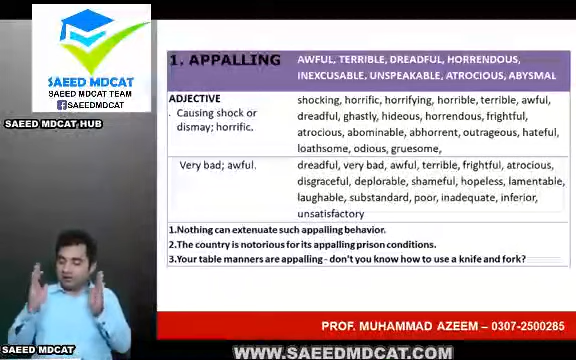 SAEED MDCAT
SAEED MDCAT TEAM
f SAEEDMDCAT
SAEED MDCAT HUB
1. APPALLING
AWFUL, TERRIBLE, DREADFUL, HORRENDOUS,
INEXCUSABLE, UNSPEAKABLE, ATROCIOUS, ABYSMAL
ADJECTIVE
Causing shock or
dismay; horrific.
shocking, horrific, horrifying, horrible, terrible, awful,
dreadful, ghastly, hideous, horrendous, frightful,
atrocious, abominable, abhorrent, outrageous, hateful,
loathsome, odious, gruesome,
Very bad; awful.
dreadful, very bad, awful, terrible, frightful, atrocious,
disgraceful, deplorable, shameful, hopeless, lamentable,
laughable, substandard, poor, inadequate, inferior,
unsatisfactory
1.Nothing can extenuate such appalling behavior.
2.The country is notorious for its appalling prison conditions.
3.Your table manners are appalling - don't you know how to use a knife and fork?
PROF. MUHAMMAD AZEEM – 0307-2500285
SAEED MDCAT
WWW.SAEEDMDCAT.COM